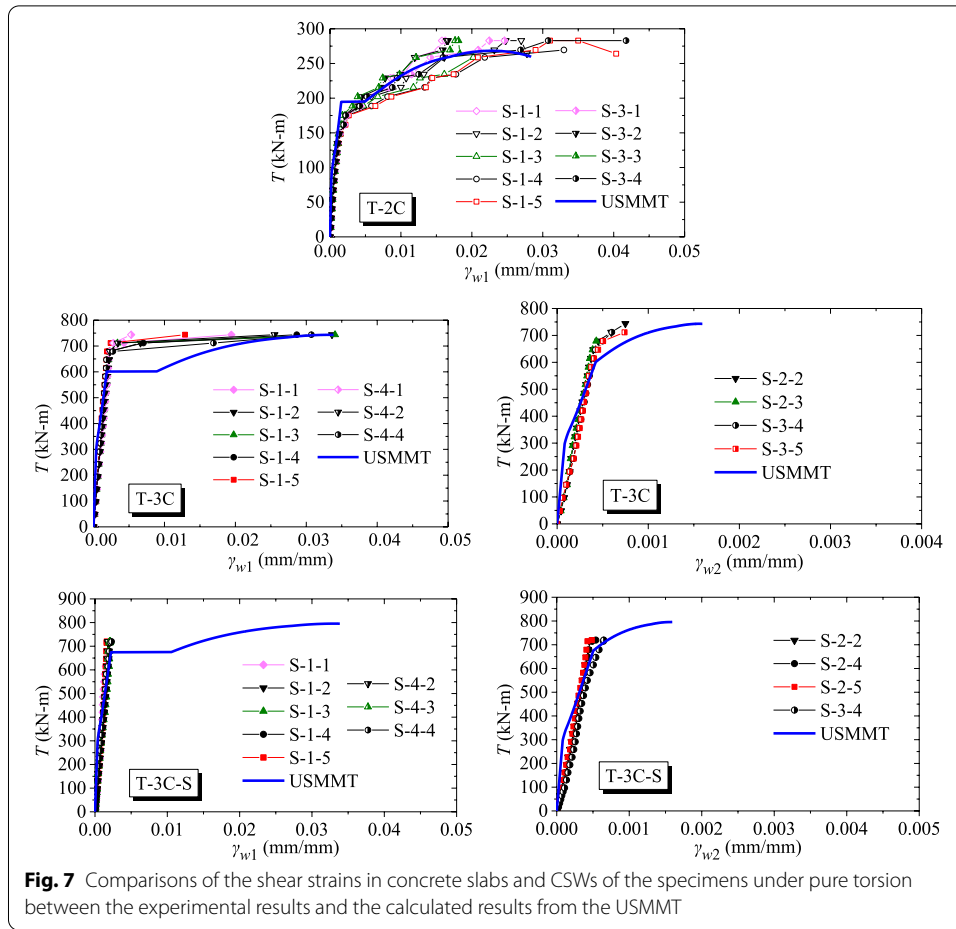 300
250
200
150
100
50
0
T (kN-m)
S-1-1
S-1-2
S-1-3
S-1-4
S-1-5
S-3-1
S-3-2
S-3-3
S-3-4
USMMT
T-2C
0.00 0.01 0.02 0.03 0.04 0.05
γw1 (mm/mm)
800
700
600
500
400
300
200
100
0
T (kN-m)
S-1-1
S-1-2
S-1-3
S-1-4
S-1-5
S-4-1
S-4-2
S-4-4
USMMT
T-3C
0.00 0.01 0.02 0.03 0.04 0.05
γw1 (mm/mm)
800
700
600
500
400
300
200
100
0
T (kN-m)
S-2-2
S-2-3
S-3-4
S-3-5
USMMT
T-3C
0.000 0.001 0.002 0.003 0.004
γw2 (mm/mm)
900
800
700
600
500
400
300
200
100
0
T (kN-m)
S-1-1
S-1-2
S-1-3
S-1-4
S-1-5
USMMT
S-4-2
S-4-3
S-4-4
T-3C-S
0.00 0.01 0.02 0.03 0.04 0.05
γw1 (mm/mm)
900
800
700
600
500
400
300
200
100
0
T (kN-m)
S-2-2
S-2-4
S-2-5
S-3-4
USMMT
T-3C-S
0.000 0.001 0.002 0.003 0.004 0.005
γw2 (mm/mm)
Fig. 7 Comparisons of the shear strains in concrete slabs and CSWs of the specimens under pure torsion
between the experimental results and the calculated results from the USMMT